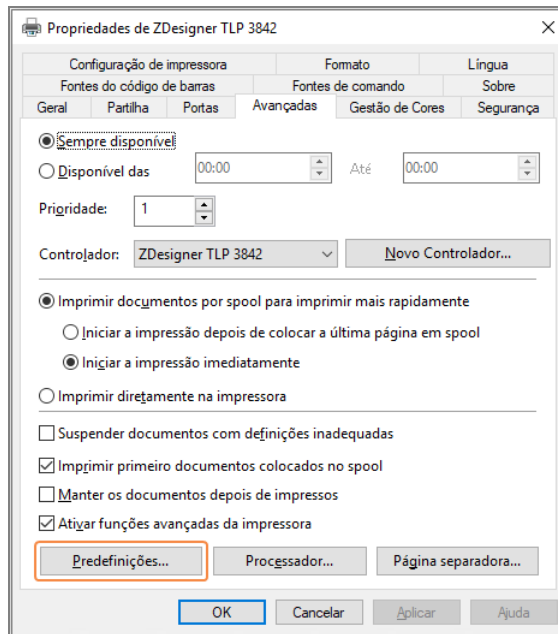 Propriedades de ZDesigner TLP 3842
Configuração de impressora Formato Língua
Fontes do código de barras Fontes de comando Sobre
Geral Partilha Portas Avançadas Gestão de Cores Segurança
Sempre disponível
Disponível das 00:00 Até 00:00
Prioridade: 1
Controlador: ZDesigner TLP 3842 Novo Controlador...
Imprimir documentos por spool para imprimir mais rapidamente
Iniciar a impressão depois de colocar a última página em spool
Iniciar a impressão imediatamente
Imprimir diretamente na impressora
Suspender documentos com definições inadequadas
Imprimir primeiro documentos colocados no spool
Manter os documentos depois de impressos
Ativar funções avançadas da impressora
Predefinições... Processador... Página separadora...
OK Cancelar Aplicar Ajuda